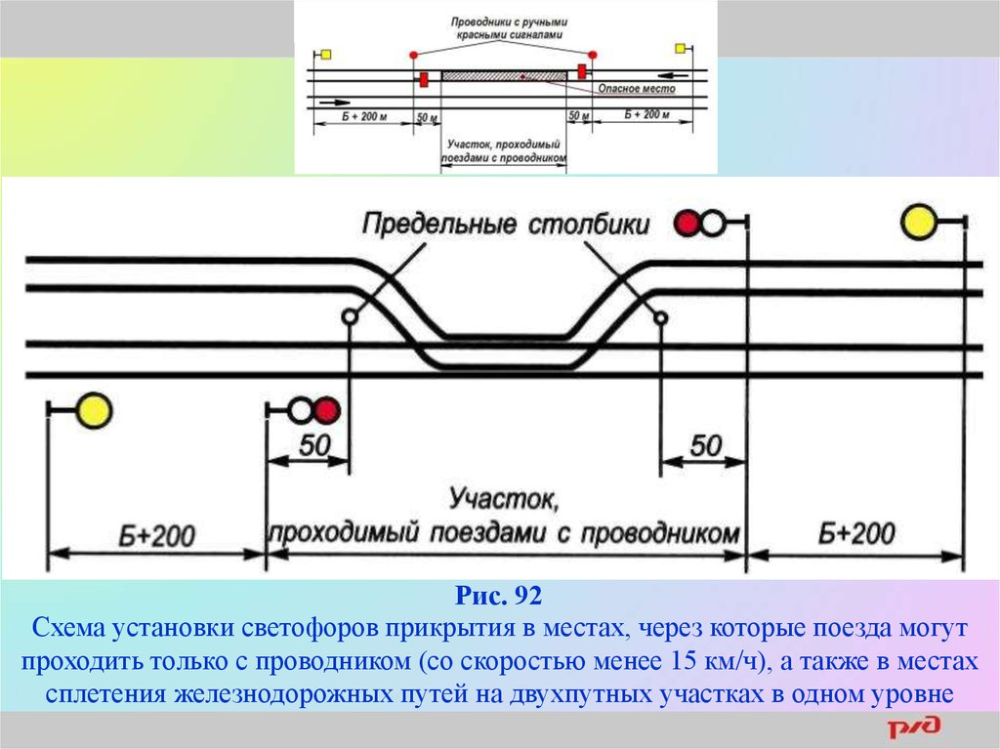 Проводники с ручными
красными сигналами
Опасное место
Б + 200 м
50 м
50 м
Б + 200 м
Участок, проходимый
поездами с проводником
Предельные столбики
50
50
Участок,
Б+200
проходимый поездами с проводником
Б+200
Рис. 92
Схема установки светофоров прикрытия в местах, через которые поезда могут
проходить только с проводником (со скоростью менее 15 км/ч), а также в местах
сплетения железнодорожных путей на двухпутных участках в одном уровне
ржд